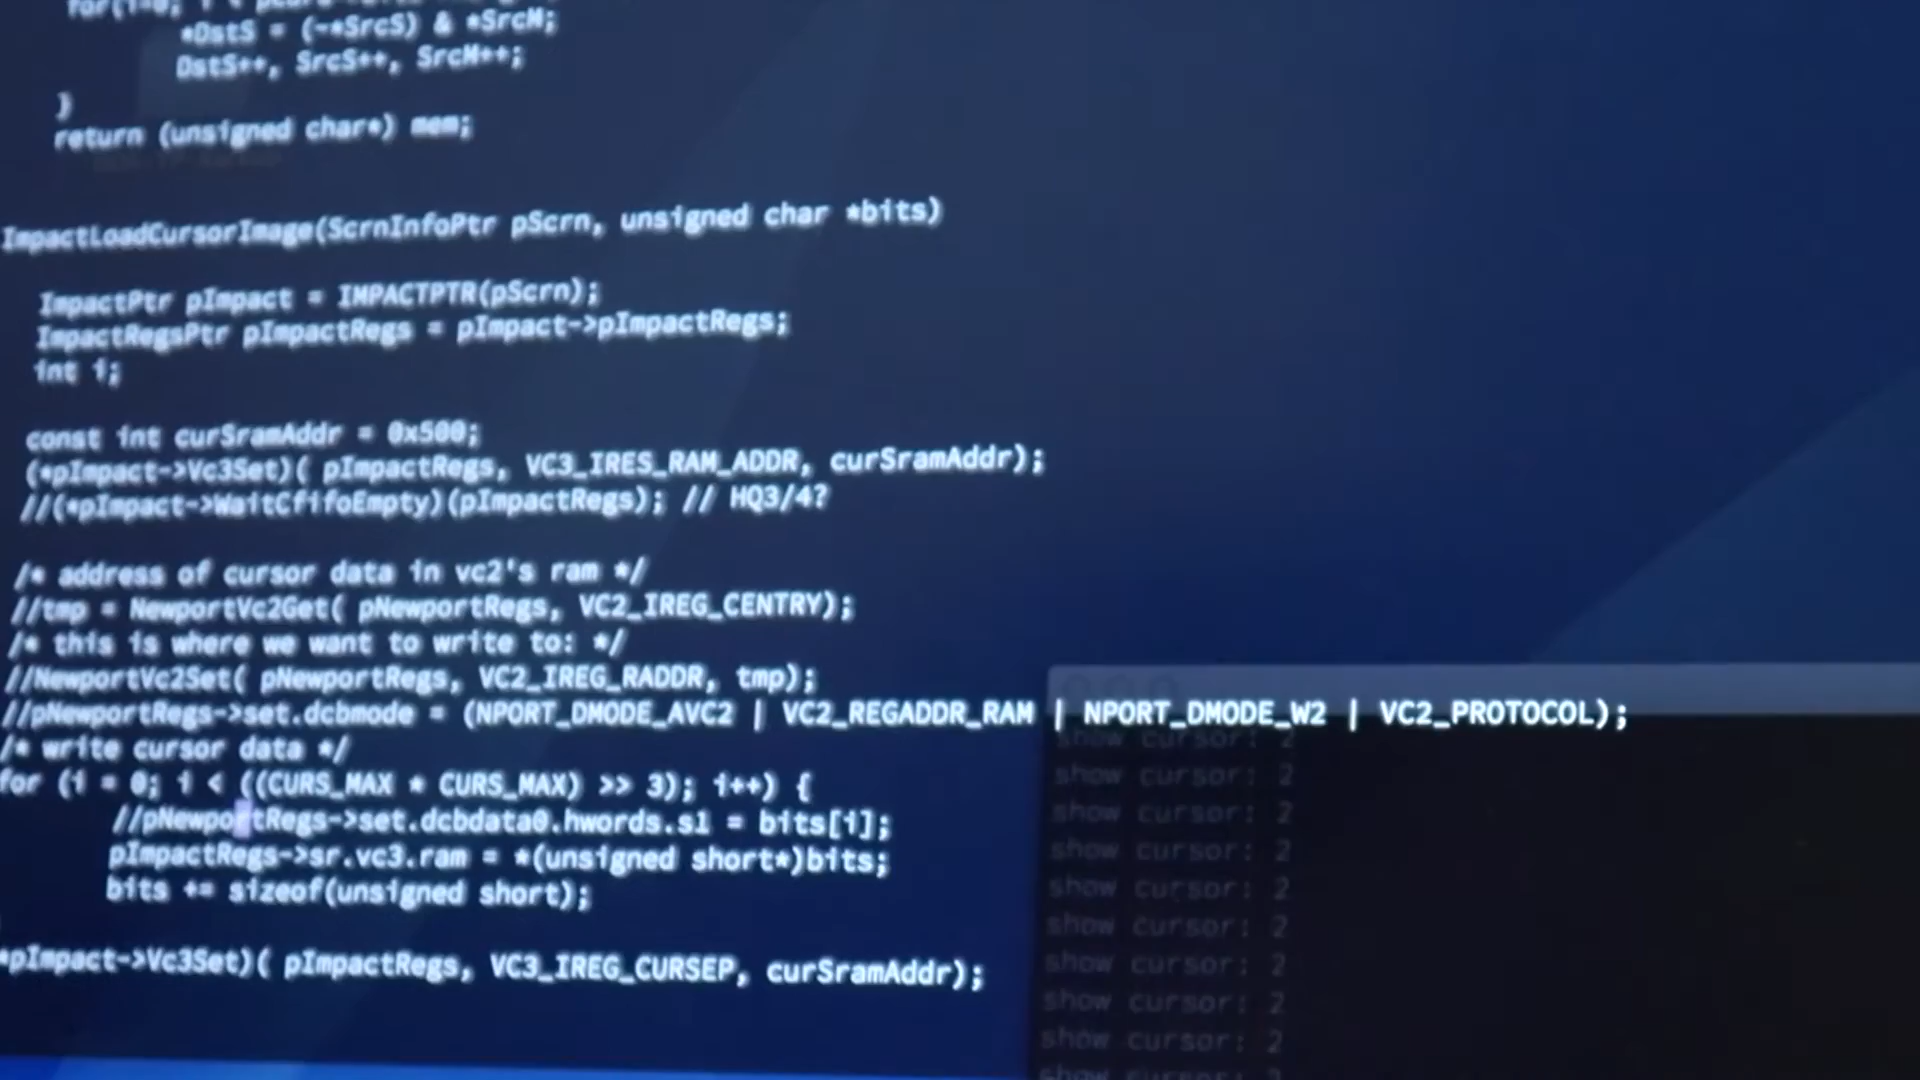 *DstS = (~*SrcS) & *SrcM;
DstS++, SrcS++, SrcM++;
}
return (unsigned char*) mem;
ImpactLoadCursorImage(ScrnInfoPtr pScrn, unsigned char *bits)
ImpactPtr pImpact = IMPACTPTR(pScrn);
ImpactRegsPtr pImpactRegs = pImpact->pImpactRegs;
int i;
const int curSramAddr = 0x500;
(*pImpact->Vc3Set)( pImpactRegs, VC3_IRES_RAM_ADDR, curSramAddr);
//(*pImpact->WaitCfifoEmpty)(pImpactRegs); // HQ3/4?
/* address of cursor data in vc2's ram */
//tmp = NewportVc2Get( pNewportRegs, VC2_IREG_CENTRY);
/* this is where we want to write to: */
//NewportVc2Set( pNewportRegs, VC2_IREG_RADDR, tmp);
//pNewportRegs->set.dcbmode = (NPORT_DMODE_AVC2 | VC2_REGADDR_RAM | NPORT_DMODE_W2 | VC2_PROTOCOL);
/* write cursor data */
for (i = 0; i < ((CURS_MAX * CURS_MAX) >> 3); i++) {
//pNewportRegs->set.dcbdata0.hwords.s1 = bits[i];
pImpactRegs->sr.vc3.ram = *(unsigned short*)bits;
bits += sizeof(unsigned short);
*pImpact->Vc3Set)( pImpactRegs, VC3_IREG_CURSEP, curSramAddr);
show cursor: 2
show cursor: 2
show cursor: 2
show cursor: 2
show cursor: 2
show cursor: 2
show cursor: 2
show cursor: 2
show cursor: 2
show cursor: 2